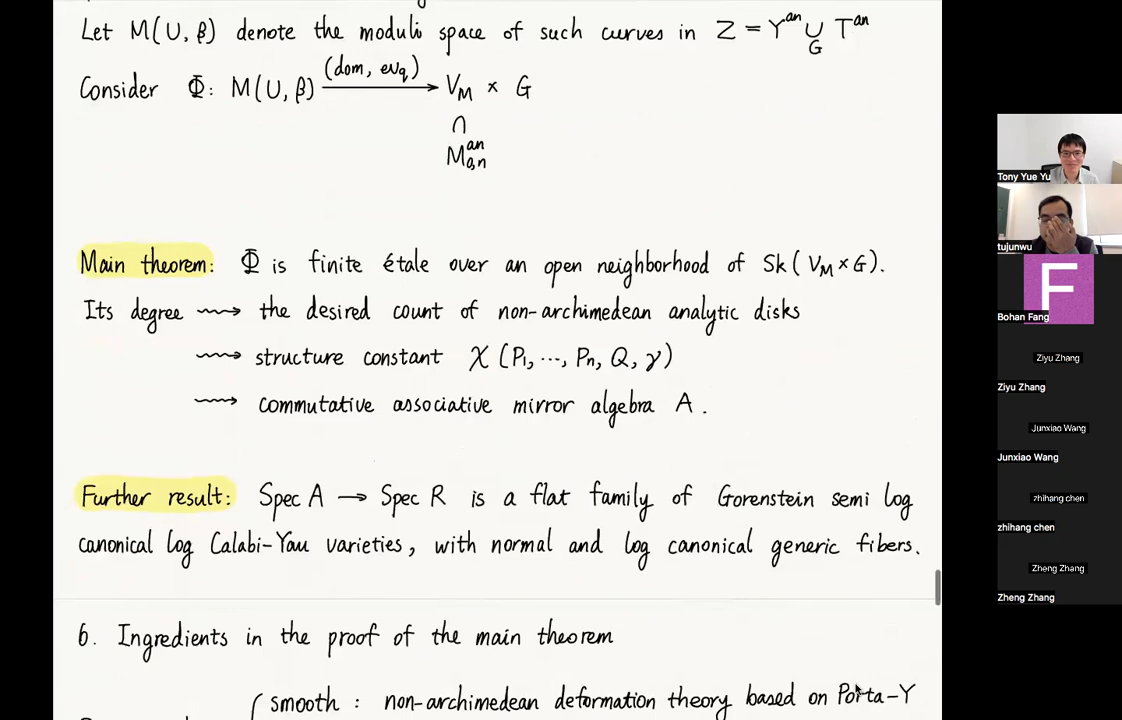 Let M(U, β) denote the moduli space of such curves in Z = Y^an ∪_G T^an
Consider Φ: M(U, β) —(dom, ev_q)→ V_M × G
∩
M^an_0,n
Main theorem: Φ is finite étale over an open neighborhood of Sk(V_M × G).
Its degree ⟿ the desired count of non-archimedean analytic disks
⟿ structure constant χ(P₁, ⋯, Pₙ, Q, γ)
⟿ commutative associative mirror algebra A.
Further result: Spec A → Spec R is a flat family of Gorenstein semi log
canonical log Calabi-Yau varieties, with normal and log canonical generic fibers.
6. Ingredients in the proof of the main theorem
smooth: non-archimedean deformation theory based on Porta-Y
Tony Yue Yu
tujunwu
F
Bohan Fang
Ziyu Zhang
Ziyu Zhang
Junxiao Wang
Junxiao Wang
zhihang chen
zhihang chen
Zheng Zhang
Zheng Zhang